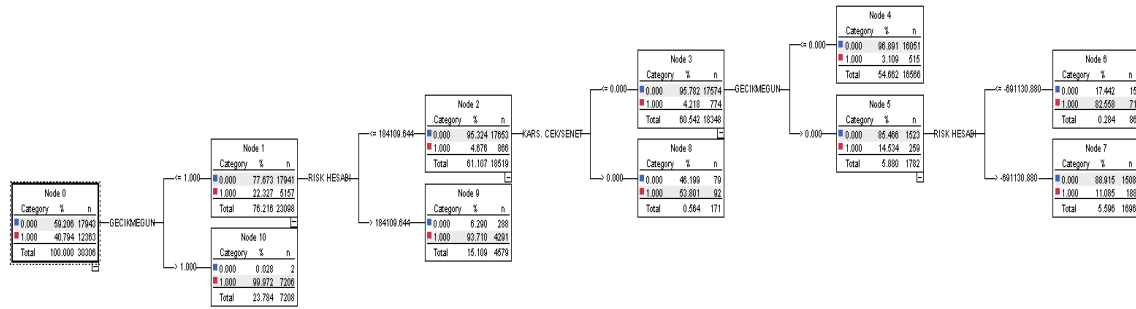 Node 0
Category % n
0.000 59.206 17943
1.000 40.794 12363
Total 100.000 30306
GECIKMEGUN
<= 1.000
> 1.000
Node 1
Category % n
0.000 77.673 17941
1.000 22.327 5157
Total 76.216 23098
Node 10
Category % n
0.000 0.028 2
1.000 99.972 7206
Total 23.784 7208
RISK HESABI
<= 184109.644
> 184109.644
Node 2
Category % n
0.000 95.324 17653
1.000 4.676 866
Total 61.107 18519
Node 9
Category % n
0.000 6.290 288
1.000 93.710 4291
Total 15.109 4579
KARS. CEK/SENET
<= 0.000
> 0.000
Node 3
Category % n
0.000 95.782 17574
1.000 4.218 774
Total 60.542 18348
Node 8
Category % n
0.000 46.199 79
1.000 53.801 92
Total 0.564 171
GECIKMEGUN
<= 0.000
> 0.000
Node 4
Category % n
0.000 96.891 16051
1.000 3.109 515
Total 54.662 16566
Node 5
Category % n
0.000 85.466 1523
1.000 14.534 259
Total 5.880 1782
RISK HESABI
<= -691130.880
> -691130.880
Node 6
Category % n
0.000 17.442 15
1.000 82.558 71
Total 0.284 86
Node 7
Category % n
0.000 88.915 1508
1.000 11.085 188
Total 5.596 1696